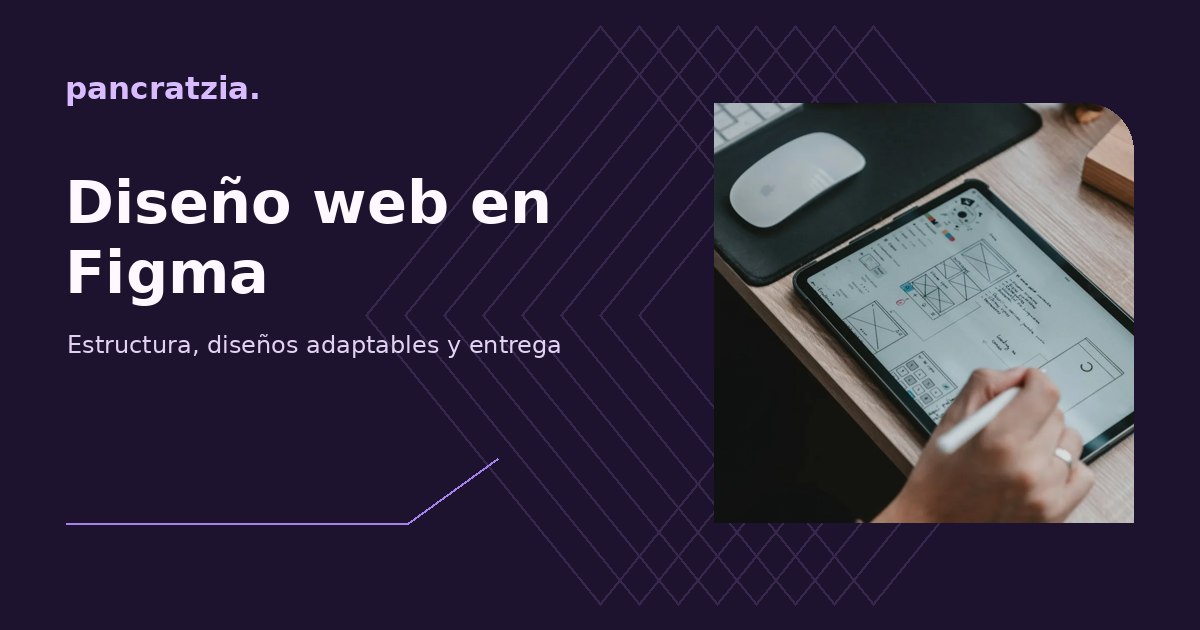 pancratzia.
Diseño web en
Figma
Estructura, diseños adaptables y entrega